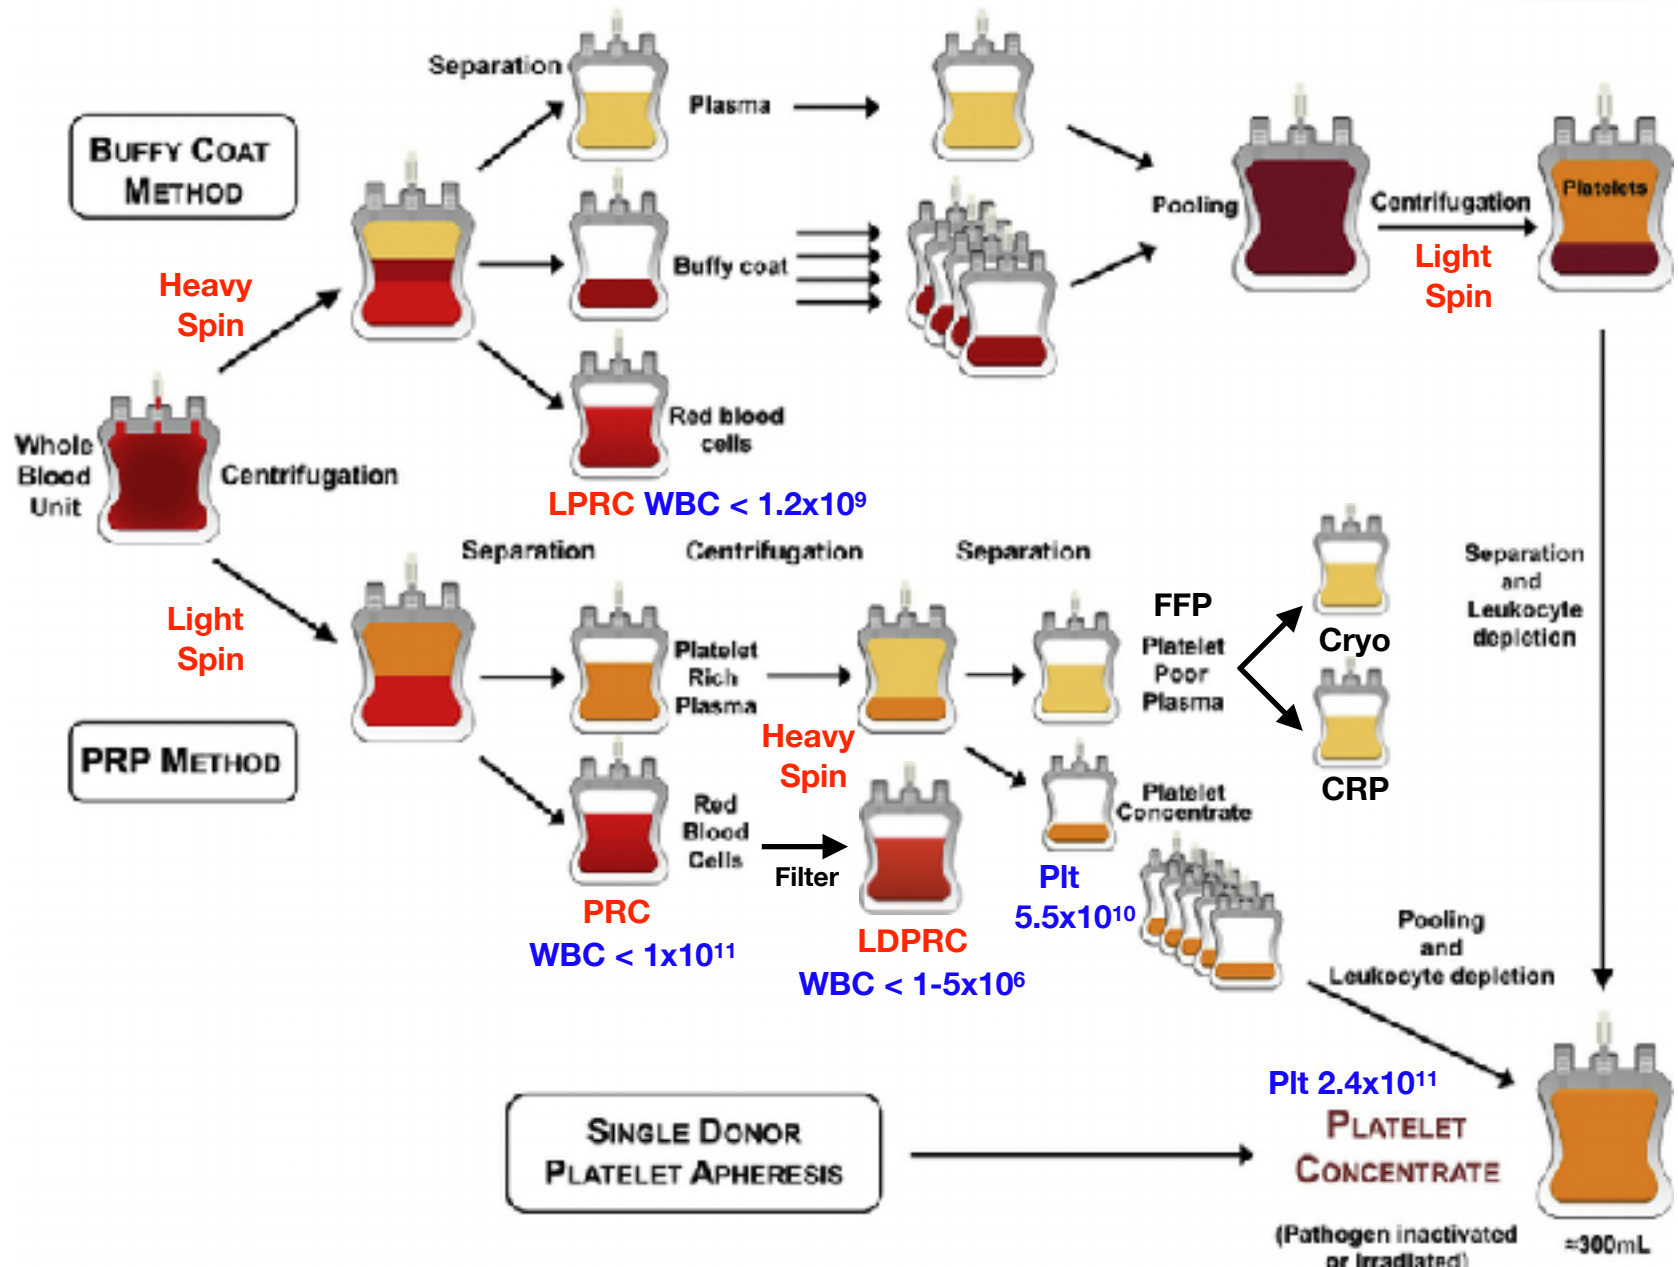 Separation
Plasma
BUFFY COAT
METHOD
Heavy
Spin
Buffy coat
Pooling
Centrifugation
Light
Spin
Platelets
Red blood
cells
LPRC WBC < 1.2x10⁹
Whole
Blood
Unit
Centrifugation
Separation
Centrifugation
Separation
Light
Spin
PRP METHOD
Platelet
Rich
Plasma
Heavy
Spin
FFP
Platelet
Poor
Plasma
Cryo
CRP
Separation
and
Leukocyte
depletion
Red
Blood
Cells
Filter
PRC
WBC < 1x10¹¹
LDPRC
WBC < 1-5x10⁶
Platelet
Concentrate
Plt
5.5x10¹⁰
Pooling
and
Leukocyte depletion
SINGLE DONOR
PLATELET APHERESIS
Plt 2.4x10¹¹
PLATELET
CONCENTRATE
(Pathogen inactivated
or Irradiated)
≈300mL